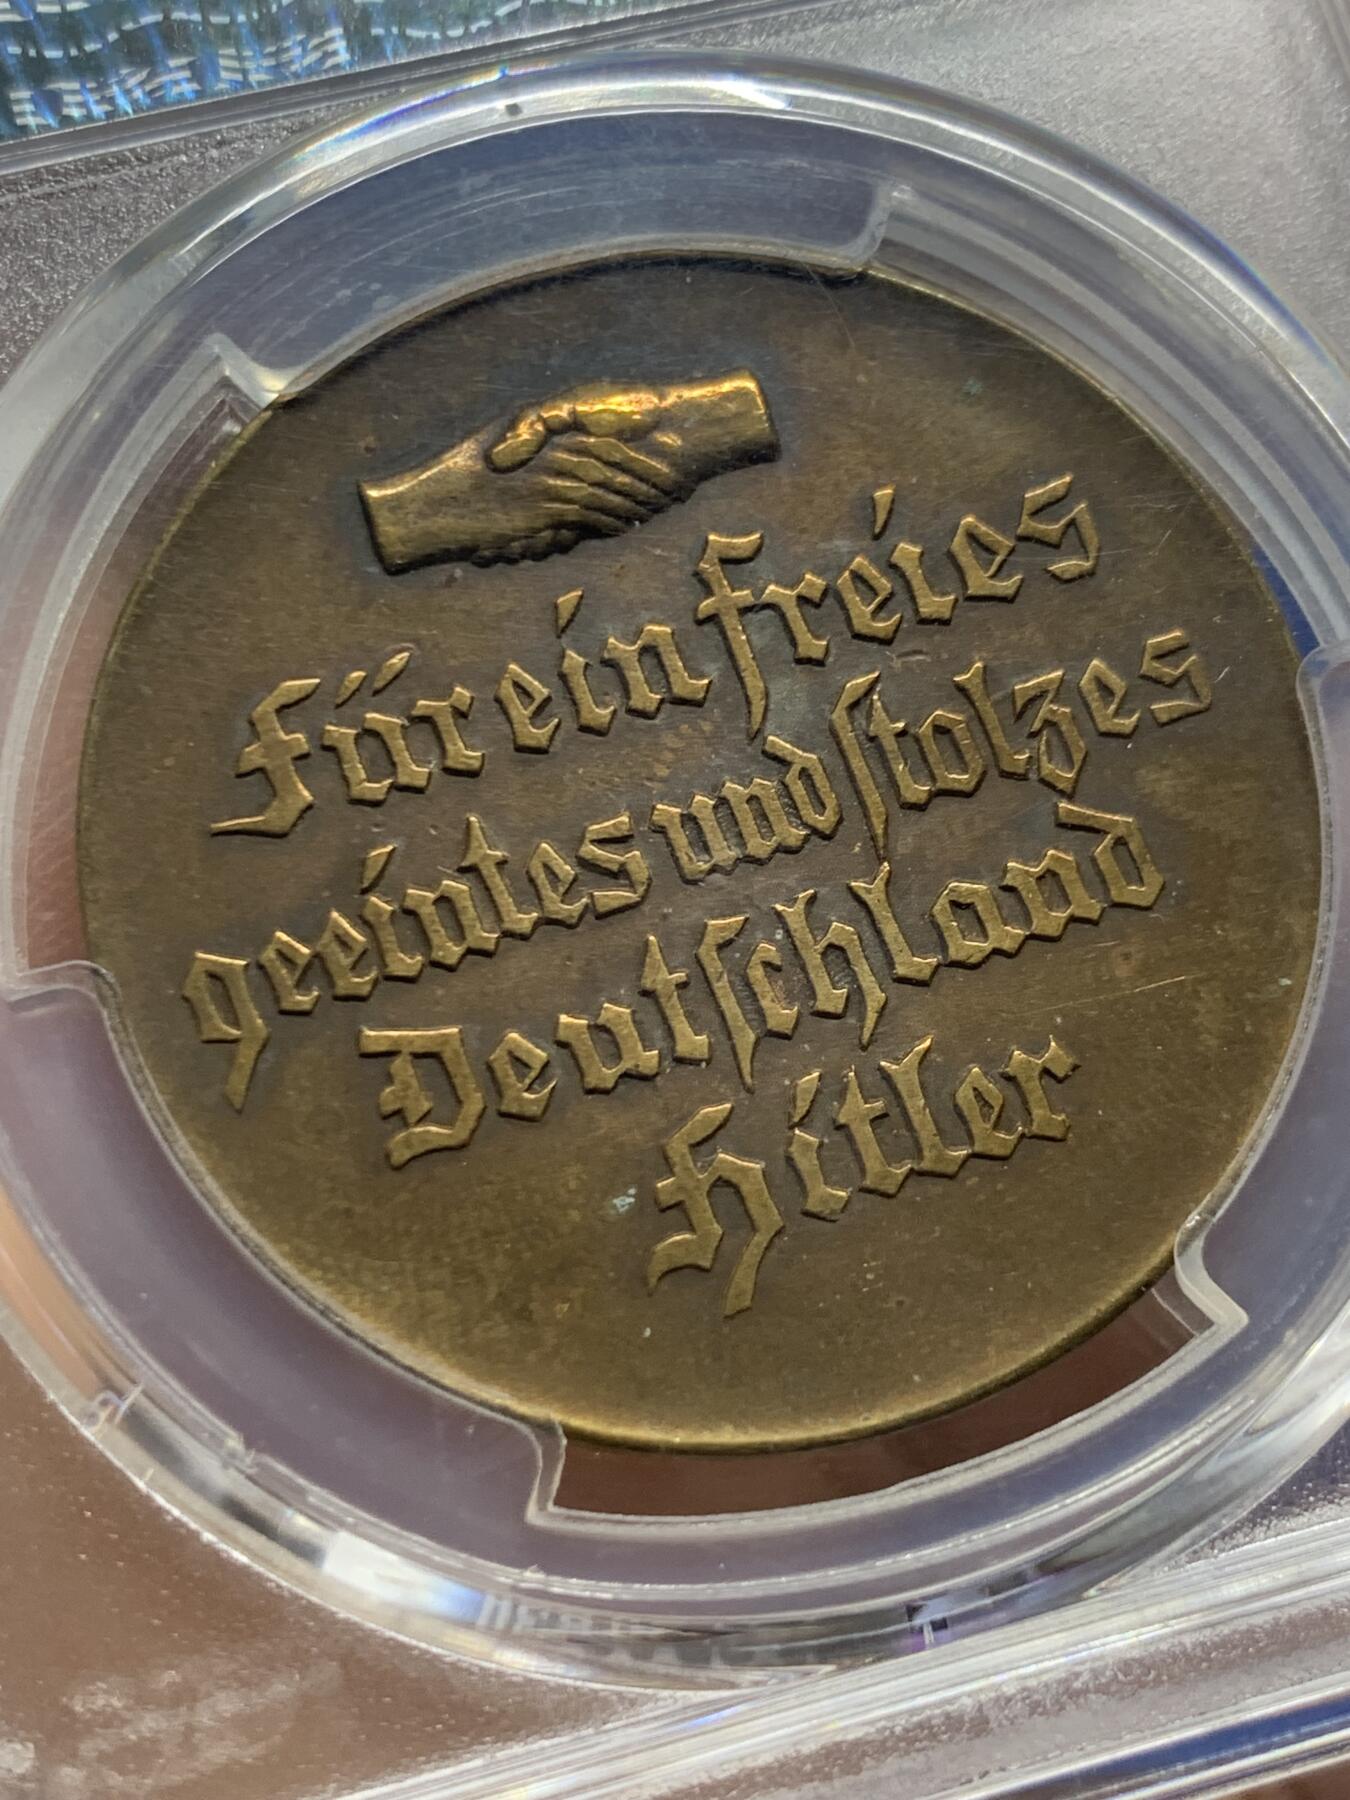 Für ein freies
geeintes und ſtolzes
Deutſchland
Hitler